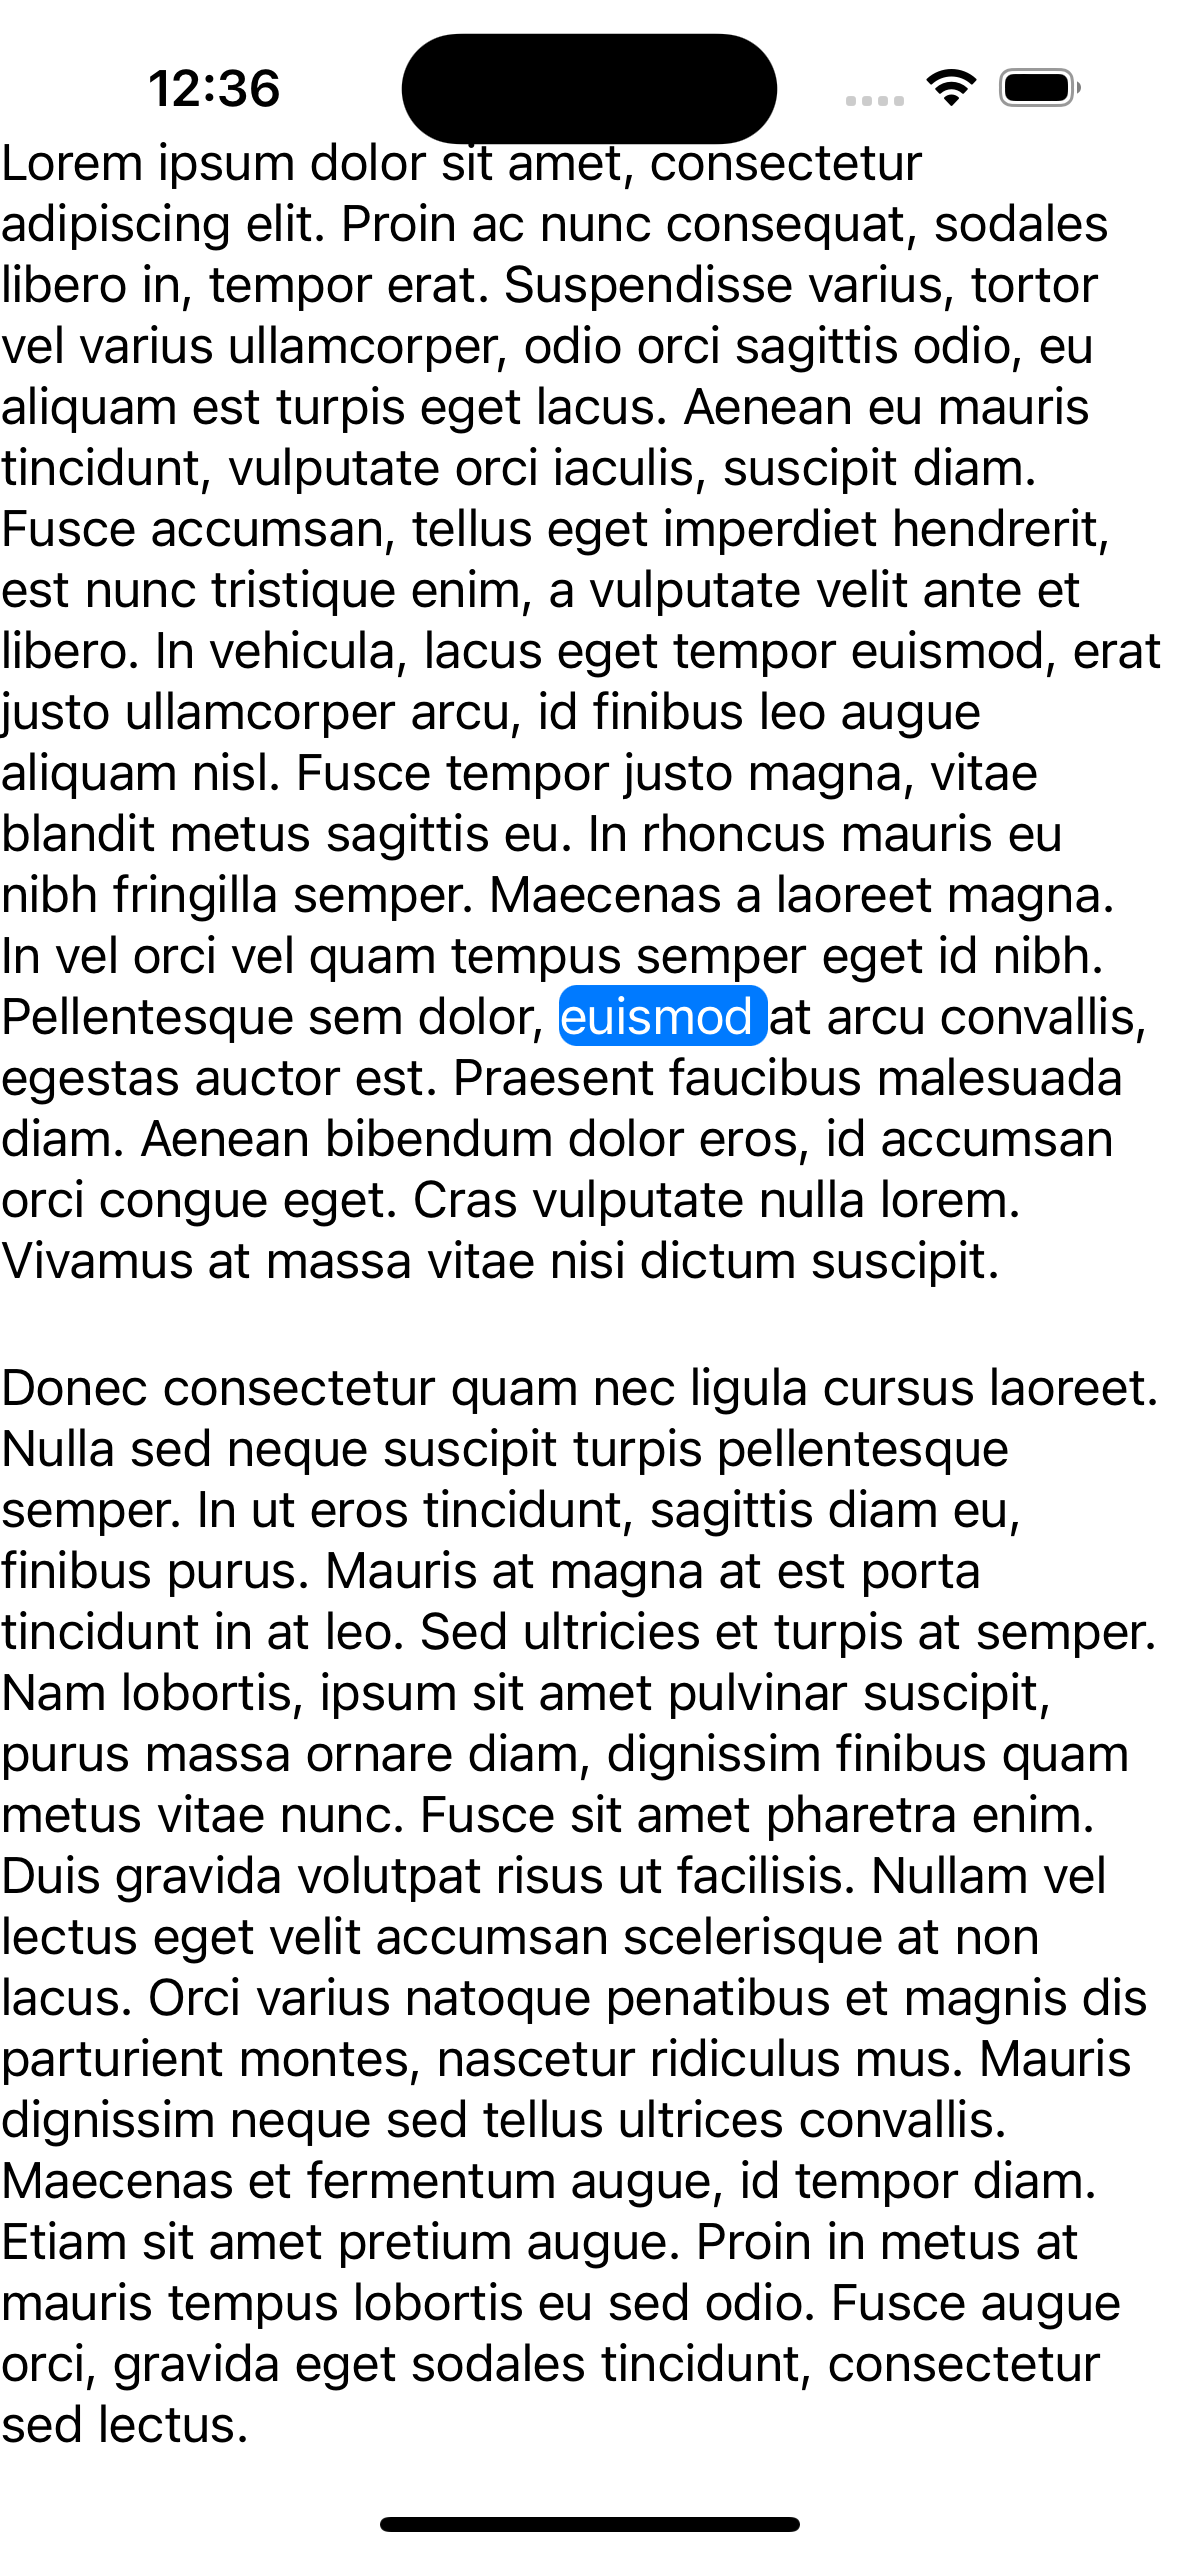 12:36
Lorem ipsum dolor sit amet, consectetur
adipiscing elit. Proin ac nunc consequat, sodales
libero in, tempor erat. Suspendisse varius, tortor
vel varius ullamcorper, odio orci sagittis odio, eu
aliquam est turpis eget lacus. Aenean eu mauris
tincidunt, vulputate orci iaculis, suscipit diam.
Fusce accumsan, tellus eget imperdiet hendrerit,
est nunc tristique enim, a vulputate velit ante et
libero. In vehicula, lacus eget tempor euismod, erat
justo ullamcorper arcu, id finibus leo augue
aliquam nisl. Fusce tempor justo magna, vitae
blandit metus sagittis eu. In rhoncus mauris eu
nibh fringilla semper. Maecenas a laoreet magna.
In vel orci vel quam tempus semper eget id nibh.
Pellentesque sem dolor, euismod at arcu convallis,
egestas auctor est. Praesent faucibus malesuada
diam. Aenean bibendum dolor eros, id accumsan
orci congue eget. Cras vulputate nulla lorem.
Vivamus at massa vitae nisi dictum suscipit.
Donec consectetur quam nec ligula cursus laoreet.
Nulla sed neque suscipit turpis pellentesque
semper. In ut eros tincidunt, sagittis diam eu,
finibus purus. Mauris at magna at est porta
tincidunt in at leo. Sed ultricies et turpis at semper.
Nam lobortis, ipsum sit amet pulvinar suscipit,
purus massa ornare diam, dignissim finibus quam
metus vitae nunc. Fusce sit amet pharetra enim.
Duis gravida volutpat risus ut facilisis. Nullam vel
lectus eget velit accumsan scelerisque at non
lacus. Orci varius natoque penatibus et magnis dis
parturient montes, nascetur ridiculus mus. Mauris
dignissim neque sed tellus ultrices convallis.
Maecenas et fermentum augue, id tempor diam.
Etiam sit amet pretium augue. Proin in metus at
mauris tempus lobortis eu sed odio. Fusce augue
orci, gravida eget sodales tincidunt, consectetur
sed lectus.